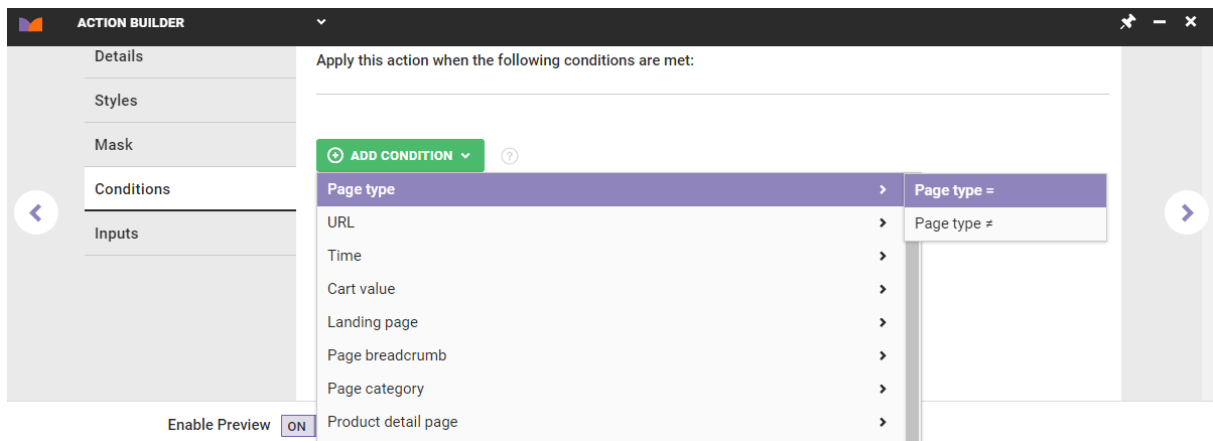 ACTION BUILDER
Details
Styles
Mask
Conditions
Inputs
Apply this action when the following conditions are met:
ADD CONDITION
?
Page type
URL
Time
Cart value
Landing page
Page breadcrumb
Page category
Product detail page
Page type =
Page type ≠
Enable Preview ON